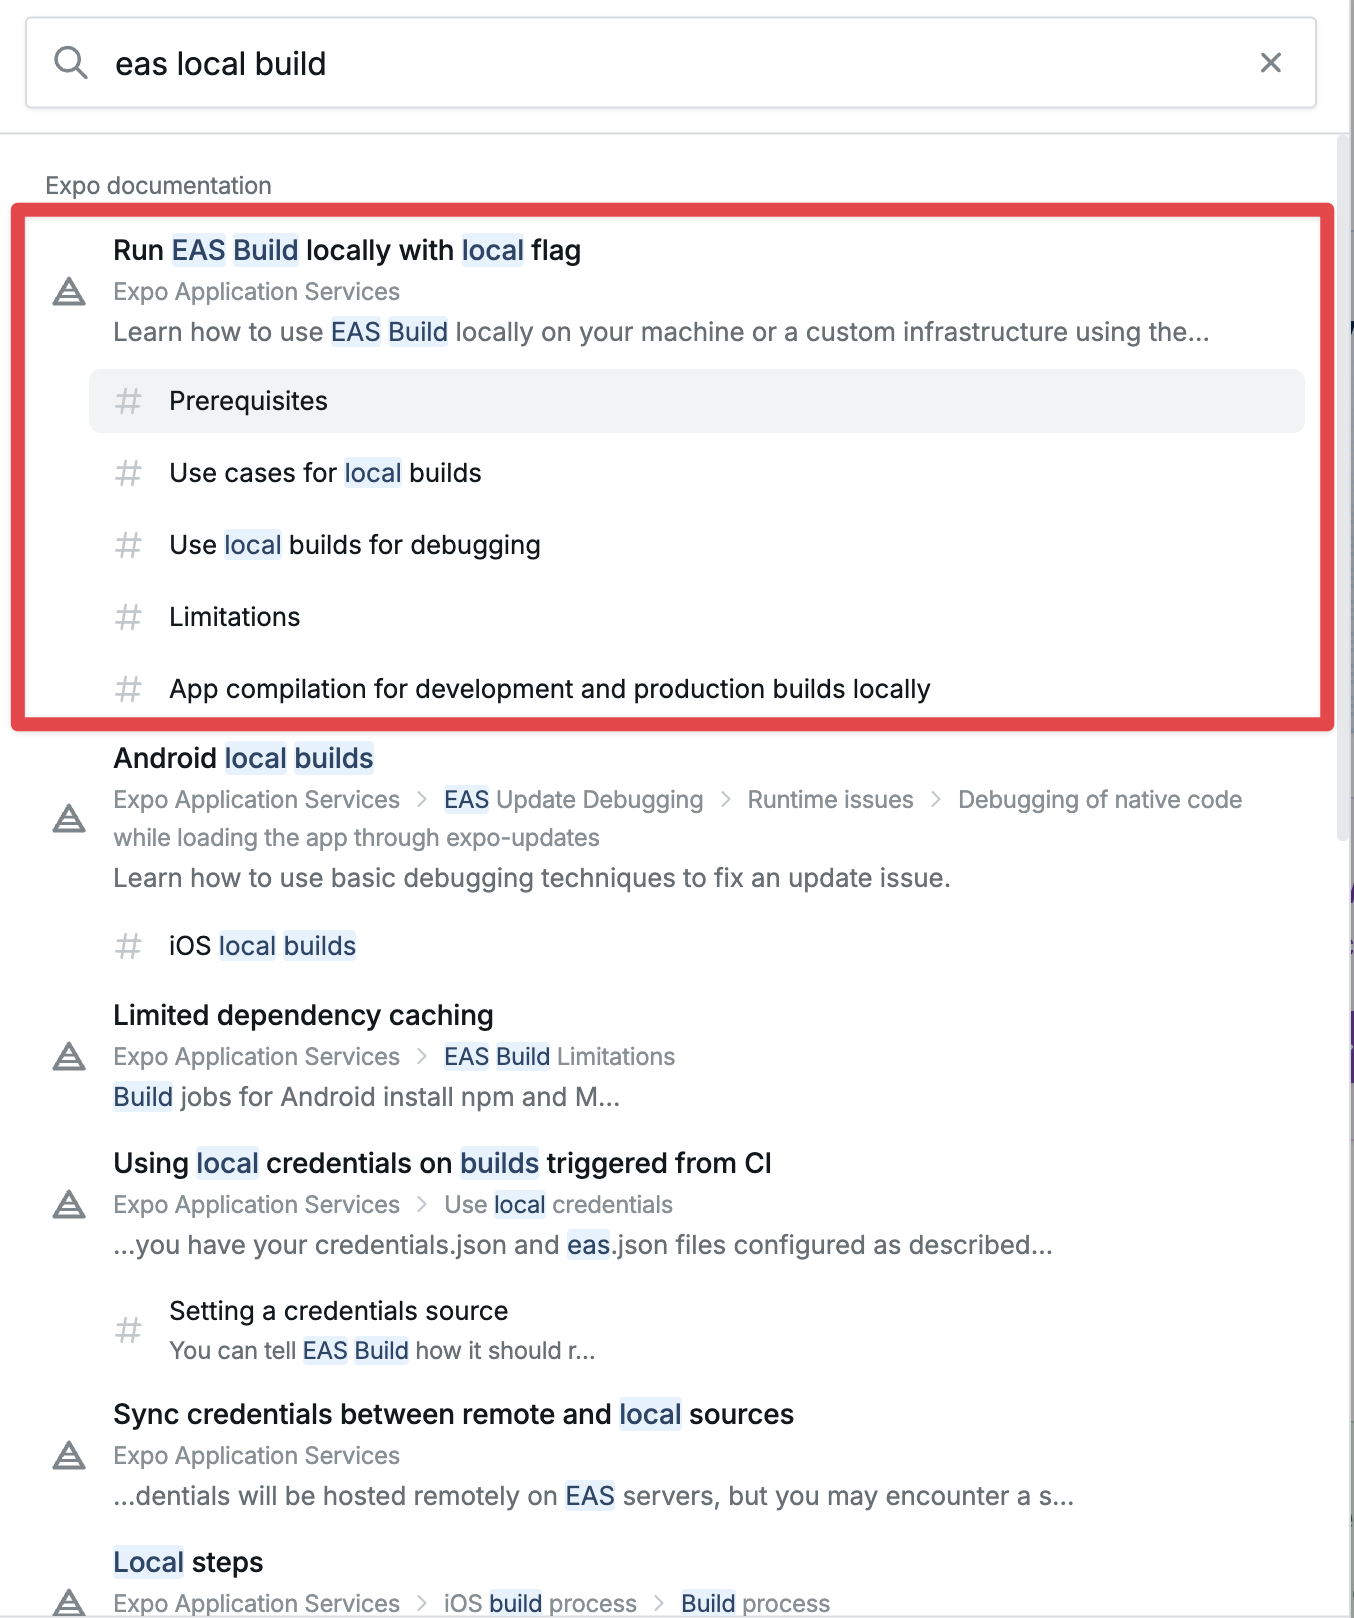 eas local build
Expo documentation
Run EAS Build locally with local flag
Expo Application Services
Learn how to use EAS Build locally on your machine or a custom infrastructure using the...
# Prerequisites
# Use cases for local builds
# Use local builds for debugging
# Limitations
# App compilation for development and production builds locally
Android local builds
Expo Application Services > EAS Update Debugging > Runtime issues > Debugging of native code
while loading the app through expo-updates
Learn how to use basic debugging techniques to fix an update issue.
# iOS local builds
Limited dependency caching
Expo Application Services > EAS Build Limitations
Build jobs for Android install npm and M...
Using local credentials on builds triggered from CI
Expo Application Services > Use local credentials
...you have your credentials.json and eas.json files configured as described...
# Setting a credentials source
You can tell EAS Build how it should r...
Sync credentials between remote and local sources
Expo Application Services
...dentials will be hosted remotely on EAS servers, but you may encounter a s...
Local steps
Expo Application Services > iOS build process > Build process